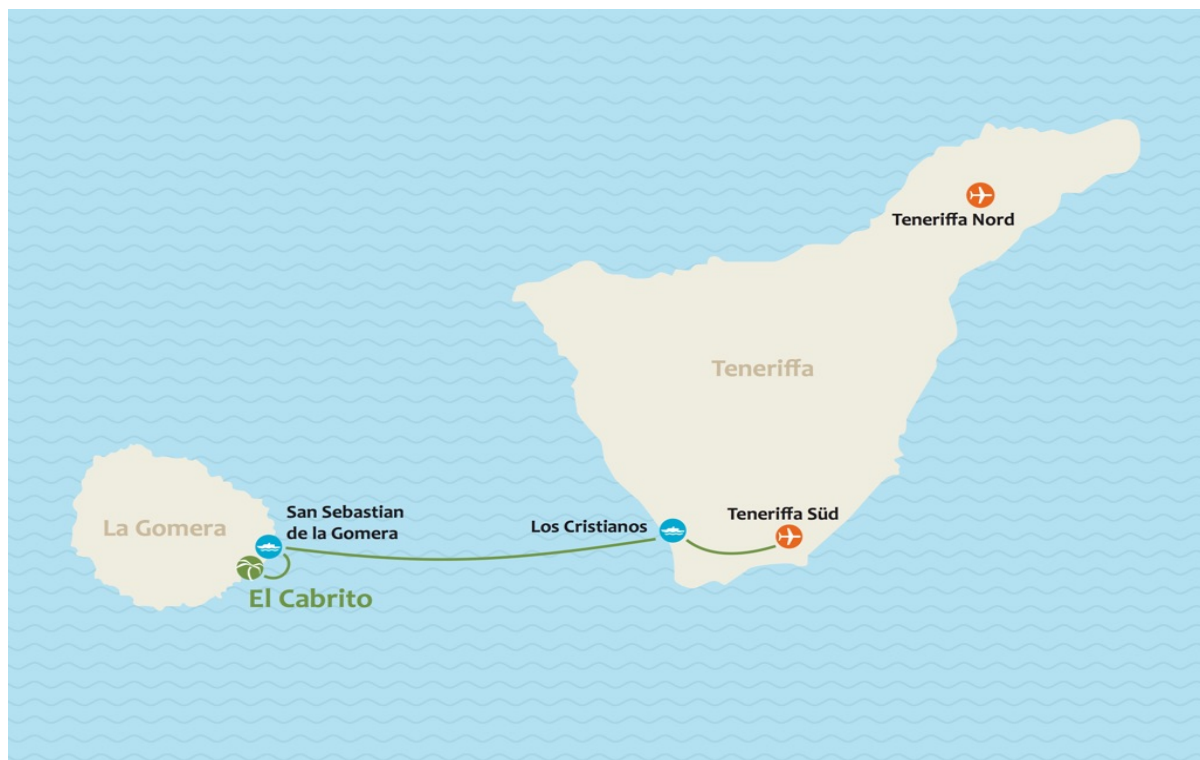 Teneriffa Nord
Teneriffa
La Gomera
San Sebastian
de la Gomera
Los Cristianos
Teneriffa Süd
El Cabrito